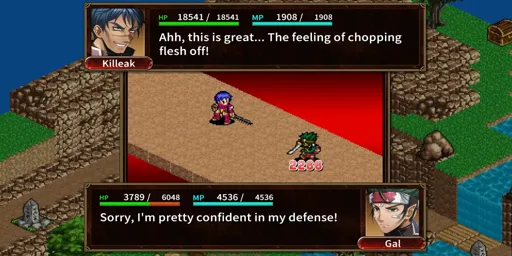 HP 18541 / 18541 MP 1908 / 1908
Ahh, this is great... The feeling of chopping
flesh off!
Killeak
2288
HP 3789 / 6048 MP 4536 / 4536
Sorry, I'm pretty confident in my defense!
Gal